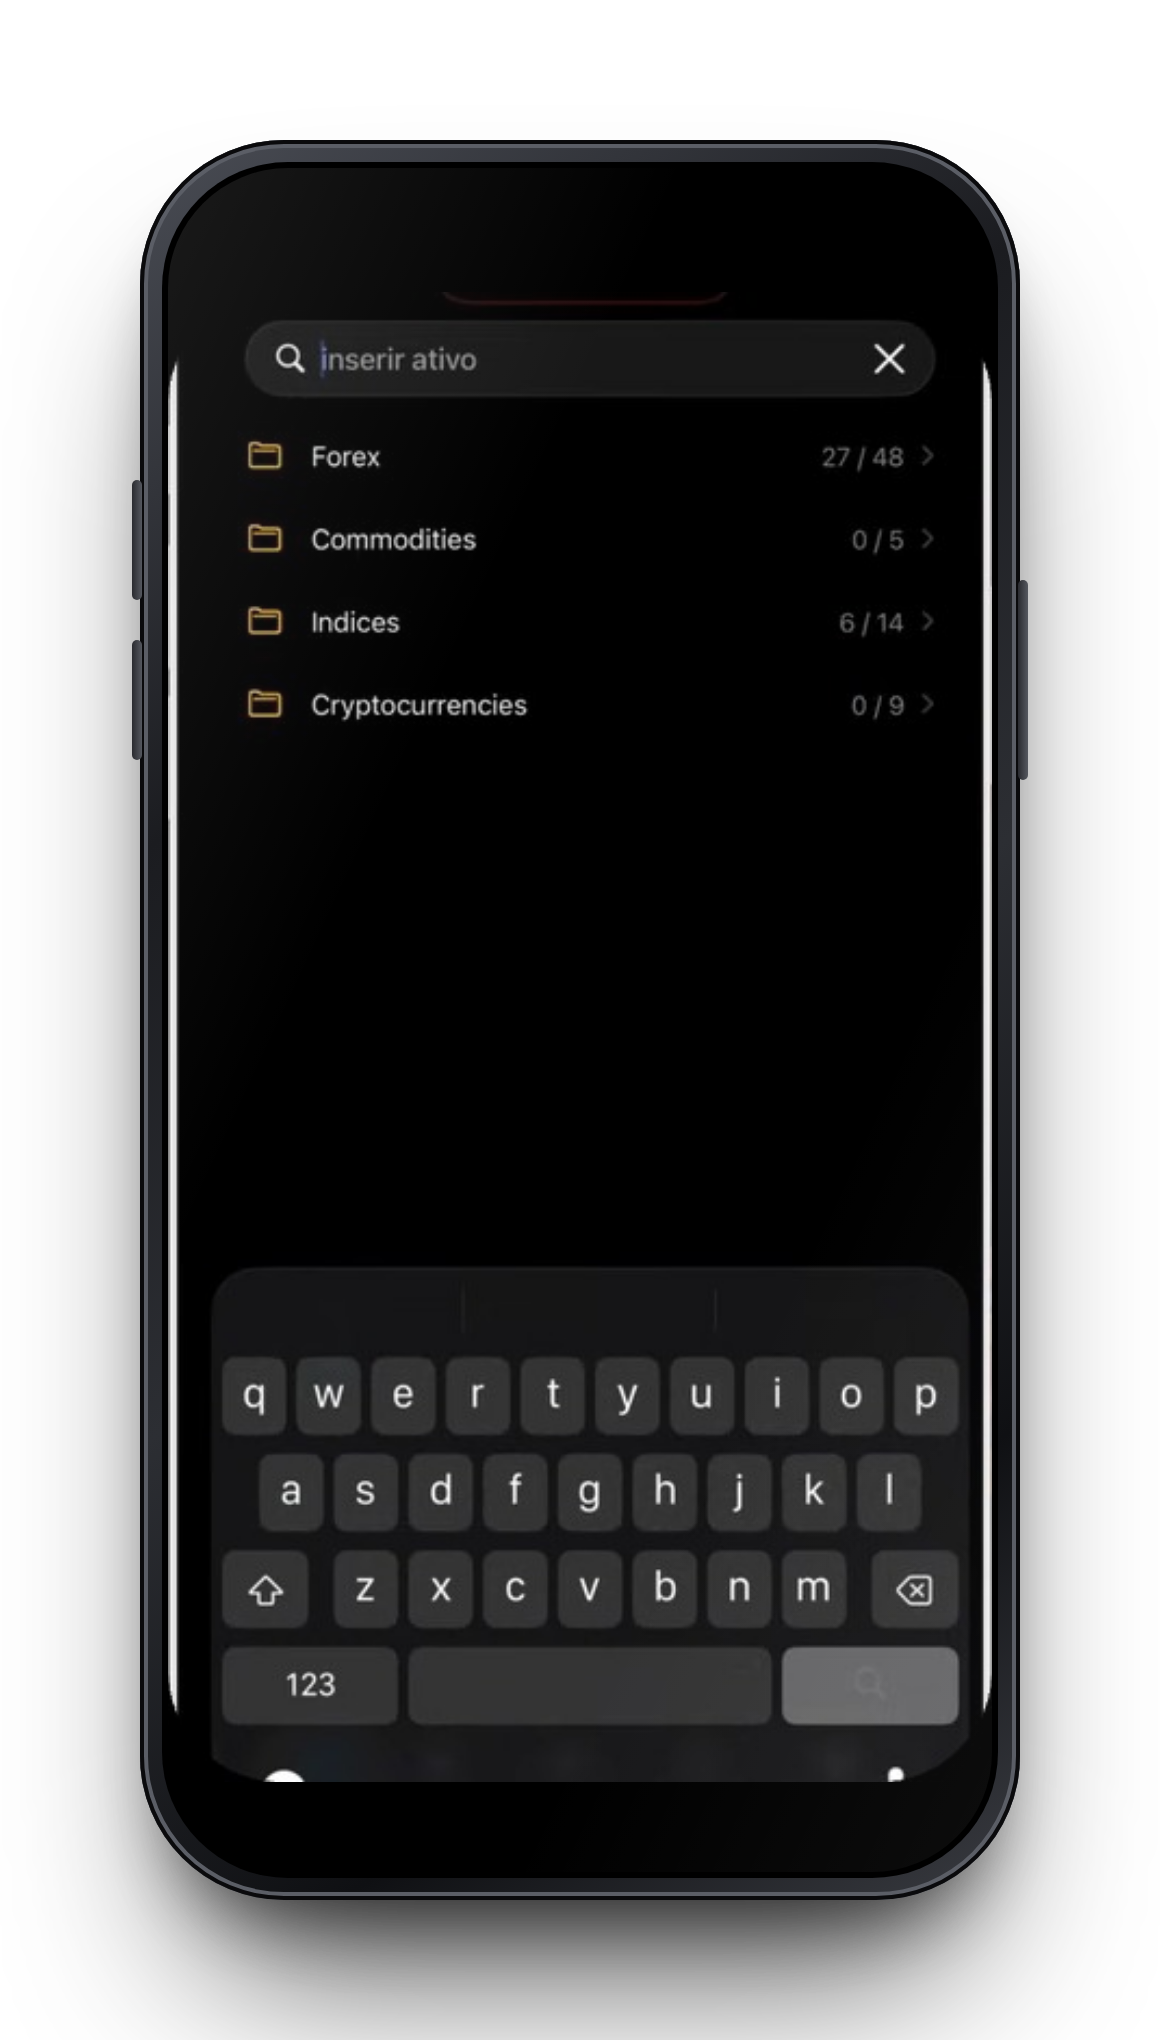 inserir ativo
Forex 27 / 48
Commodities 0 / 5
Indices 6 / 14
Cryptocurrencies 0 / 9
q w e r t y u i o p
a s d f g h j k l
z x c v b n m
123